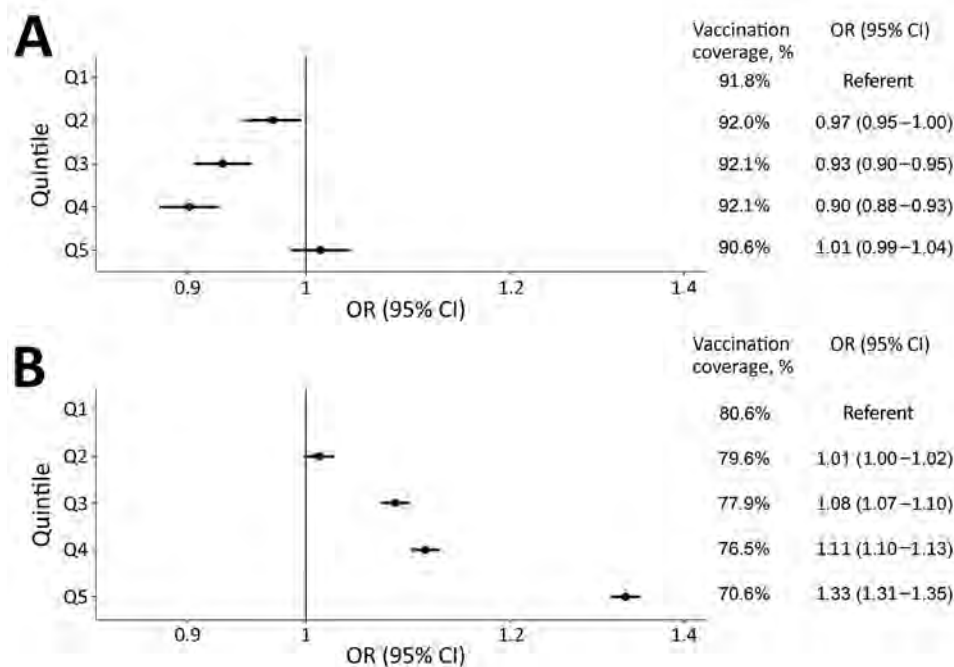 A
Vaccination OR (95% CI)
coverage, %
Q1 91.8% Referent
Q2 92.0% 0.97 (0.95–1.00)
Q3 92.1% 0.93 (0.90–0.95)
Q4 92.1% 0.90 (0.88–0.93)
Q5 90.6% 1.01 (0.99–1.04)
Quintile
0.9 1 1.2 1.4
OR (95% CI)
B
Vaccination OR (95% CI)
coverage, %
Q1 80.6% Referent
Q2 79.6% 1.01 (1.00–1.02)
Q3 77.9% 1.08 (1.07–1.10)
Q4 76.5% 111 (1.10–1.13)
Q5 70.6% 1.33 (1.31–1.35)
Quintile
0.9 1 1.2 1.4
OR (95% CI)